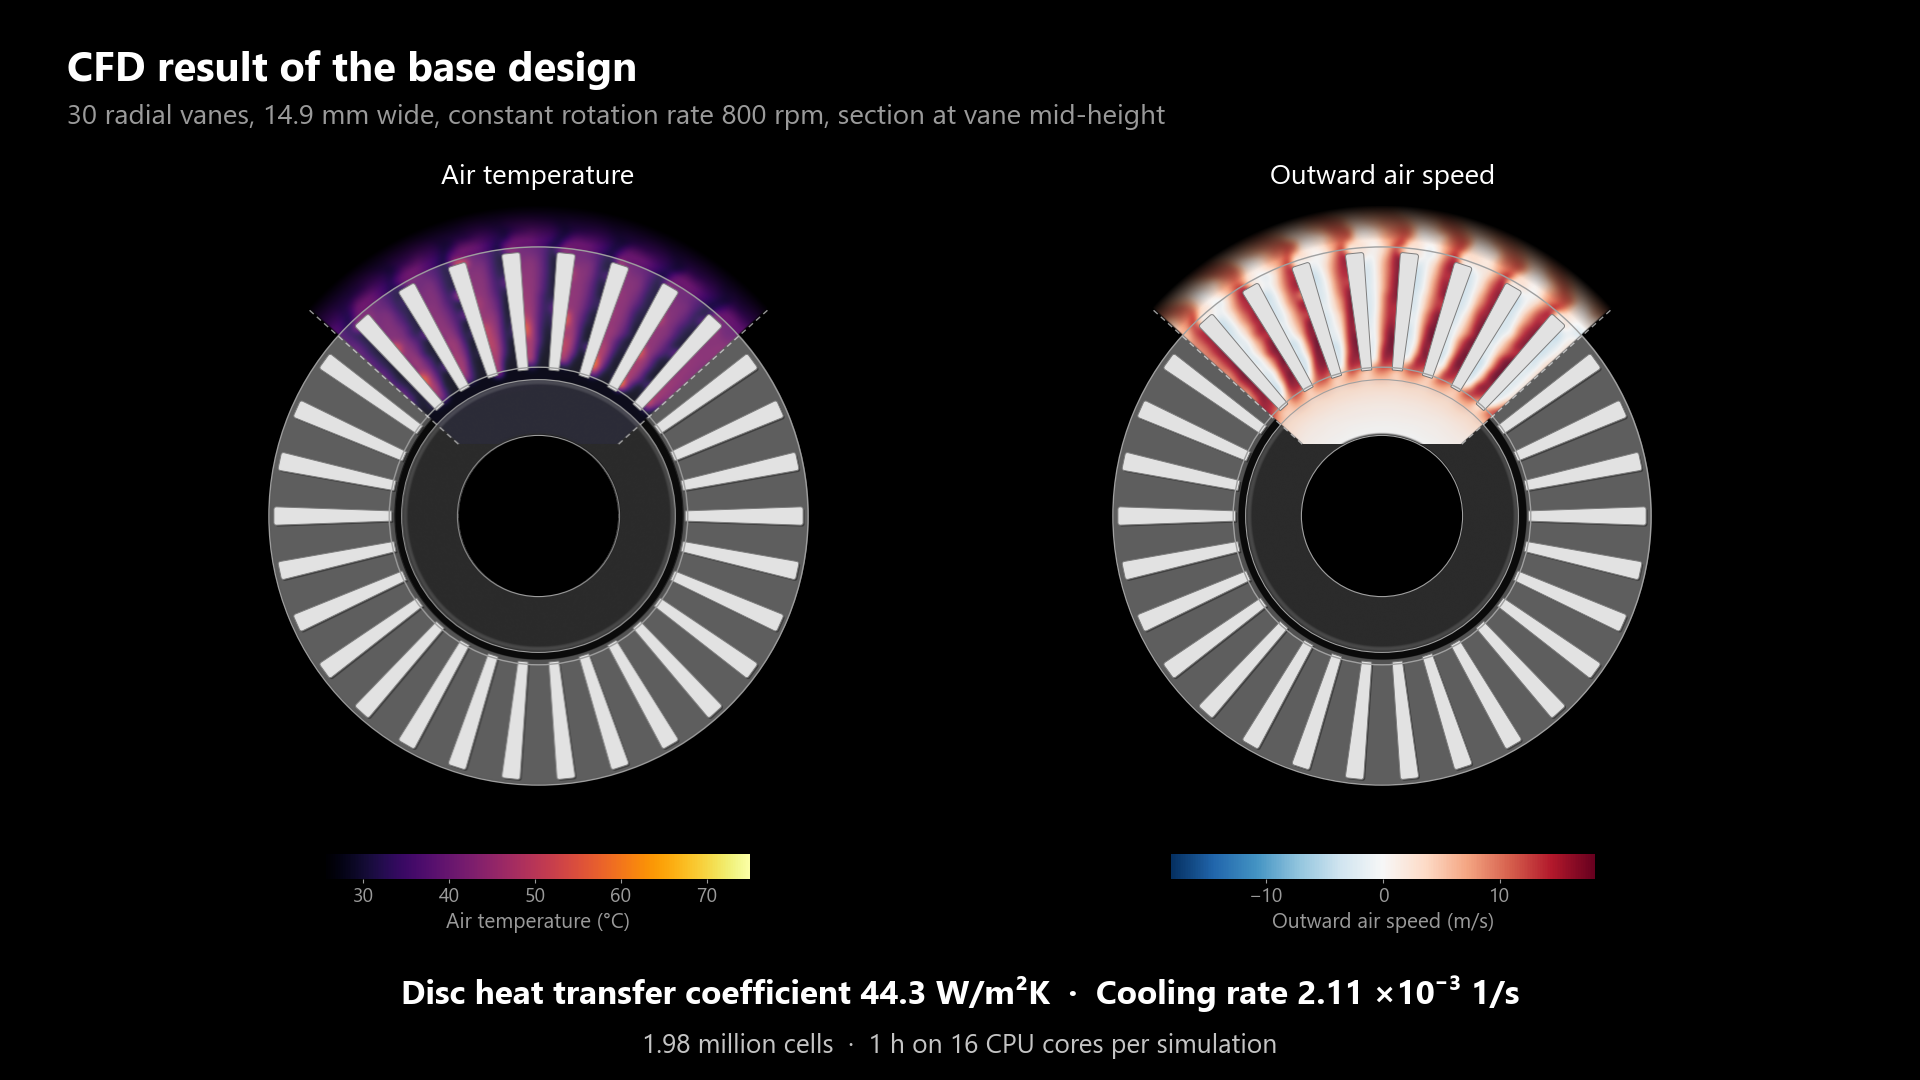 CFD result of the base design
30 radial vanes, 14.9 mm wide, constant rotation rate 800 rpm, section at vane mid-height
Air temperature
Outward air speed
30 40 50 60 70
Air temperature (°C)
−10 0 10
Outward air speed (m/s)
Disc heat transfer coefficient 44.3 W/m²K · Cooling rate 2.11 ×10⁻³ 1/s
1.98 million cells · 1 h on 16 CPU cores per simulation